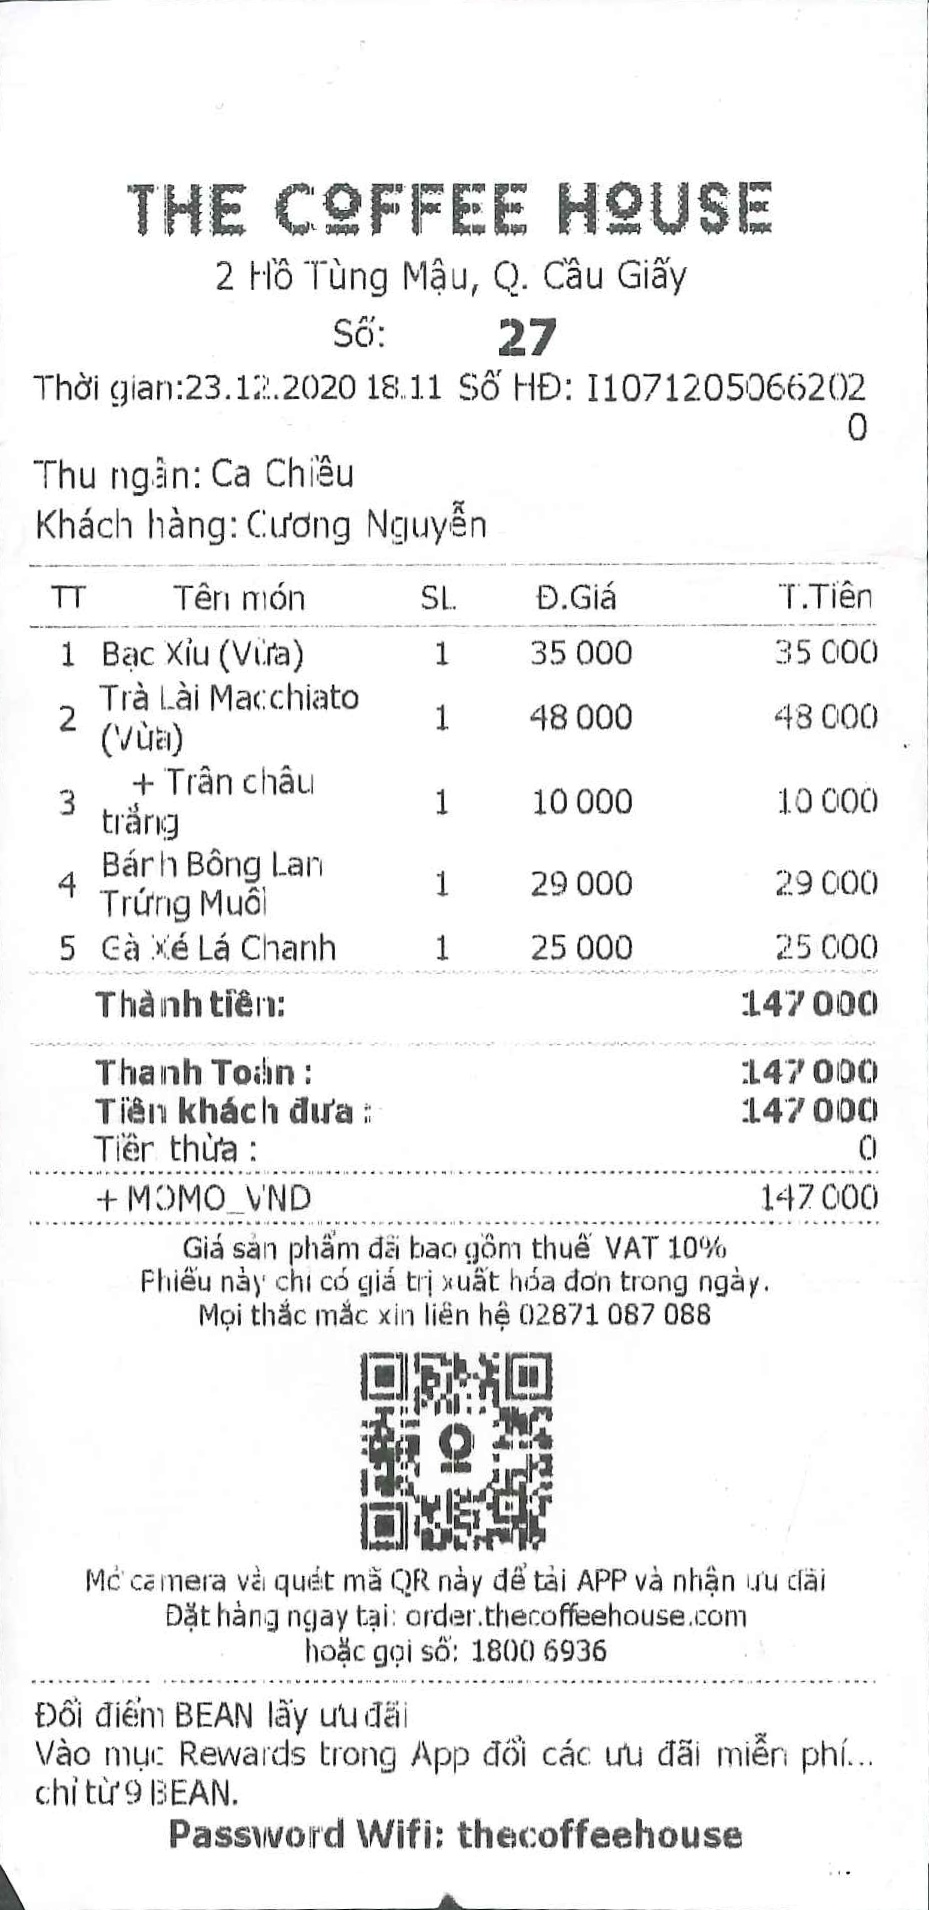 THE COFFEE HOUSE
2 Hồ Tùng Mậu, Q. Cầu Giấy
Số: 27
Thời gian:23.12.2020 18.11 Số HĐ: I1071205066202
0
Thu ngân: Ca Chiều
Khách hàng: Cương Nguyễn
TT Tên món SL Đ.Giá T.Tiền
1 Bạc Xỉu (Vừa) 1 35 000 35 000
2 Trà Lài Macchiato (Vừa) 1 48 000 48 000
3 + Trân châu trắng 1 10 000 10 000
4 Bánh Bông Lan Trứng Muối 1 29 000 29 000
5 Gà Xé Lá Chanh 1 25 000 25 000
Thành tiền: 147 000
Thanh Toán : 147 000
Tiền khách đưa : 147 000
Tiền thừa : 0
+ MOMO_VND 147 000
Giá sản phẩm đã bao gồm thuế VAT 10%
Phiếu này chỉ có giá trị xuất hóa đơn trong ngày.
Mọi thắc mắc xin liên hệ 02871 087 088
Mở camera và quét mã QR này để tải APP và nhận ưu đãi
Đặt hàng ngay tại: order.thecoffeehouse.com
hoặc gọi số: 1800 6936
Đổi điểm BEAN lấy ưu đãi
Vào mục Rewards trong App đổi các ưu đãi miễn phí...
chỉ từ 9 BEAN.
Password Wifi: thecoffeehouse